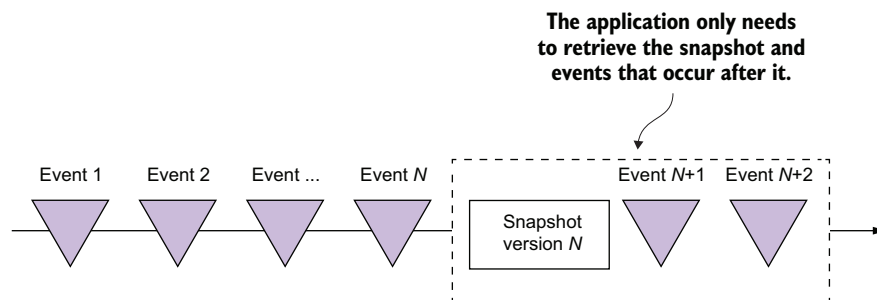 The application only needs
to retrieve the snapshot and
events that occur after it.
Event 1
Event 2
Event ...
Event N
Event N+1
Event N+2
Snapshot
version N